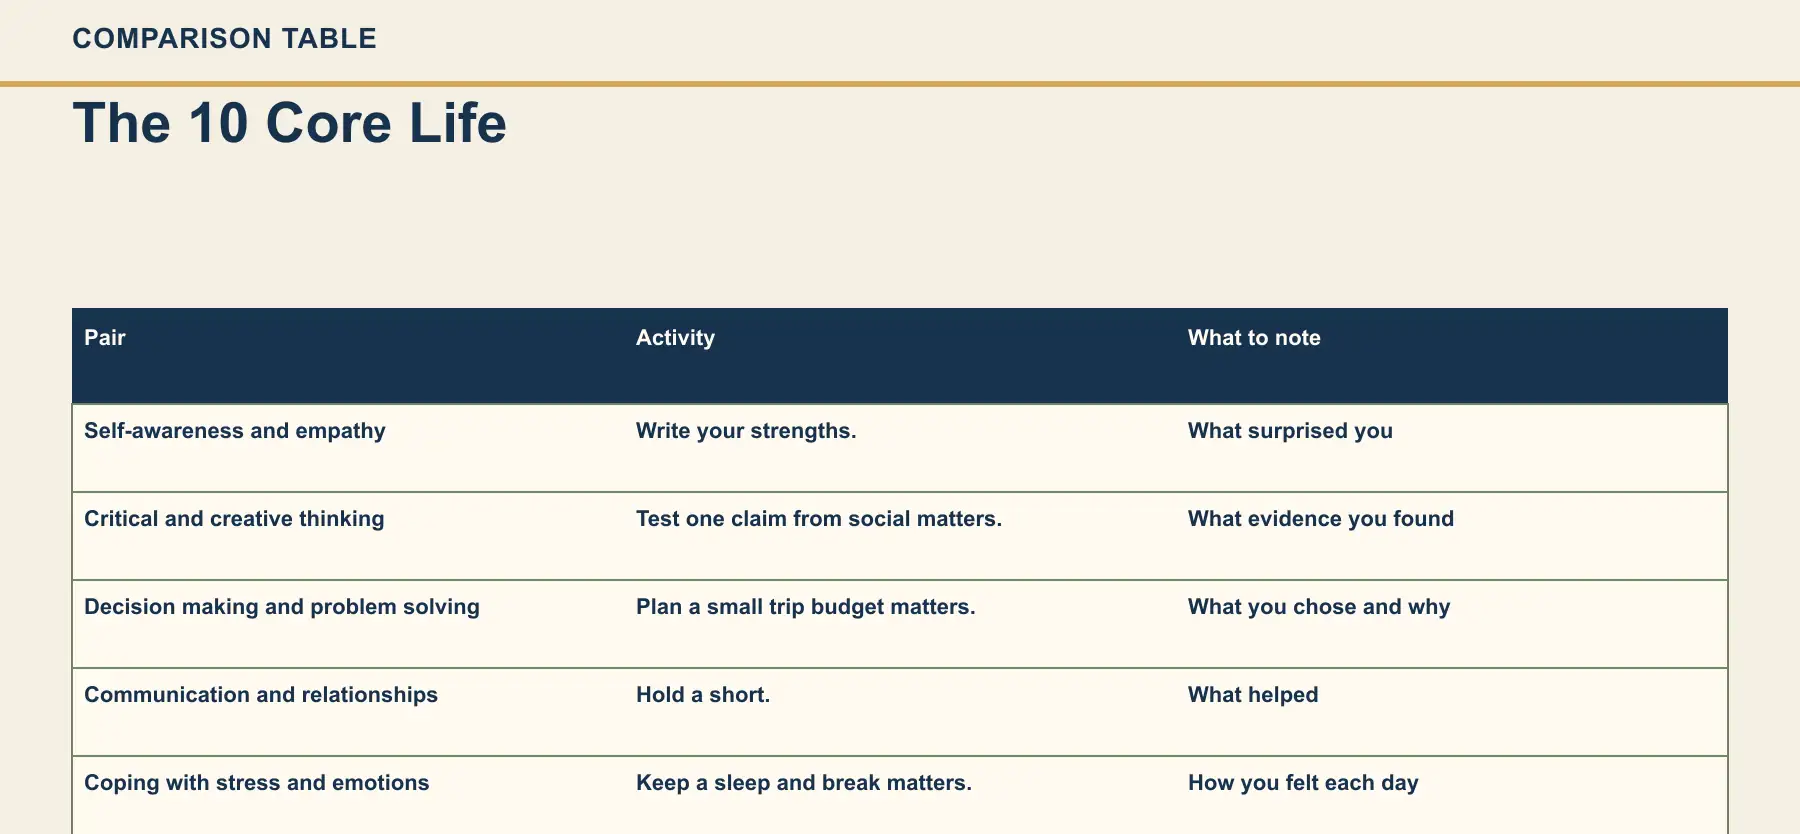 COMPARISON TABLE
The 10 Core Life
Pair Activity What to note
Self-awareness and empathy Write your strengths. What surprised you
Critical and creative thinking Test one claim from social matters. What evidence you found
Decision making and problem solving Plan a small trip budget matters. What you chose and why
Communication and relationships Hold a short. What helped
Coping with stress and emotions Keep a sleep and break matters. How you felt each day